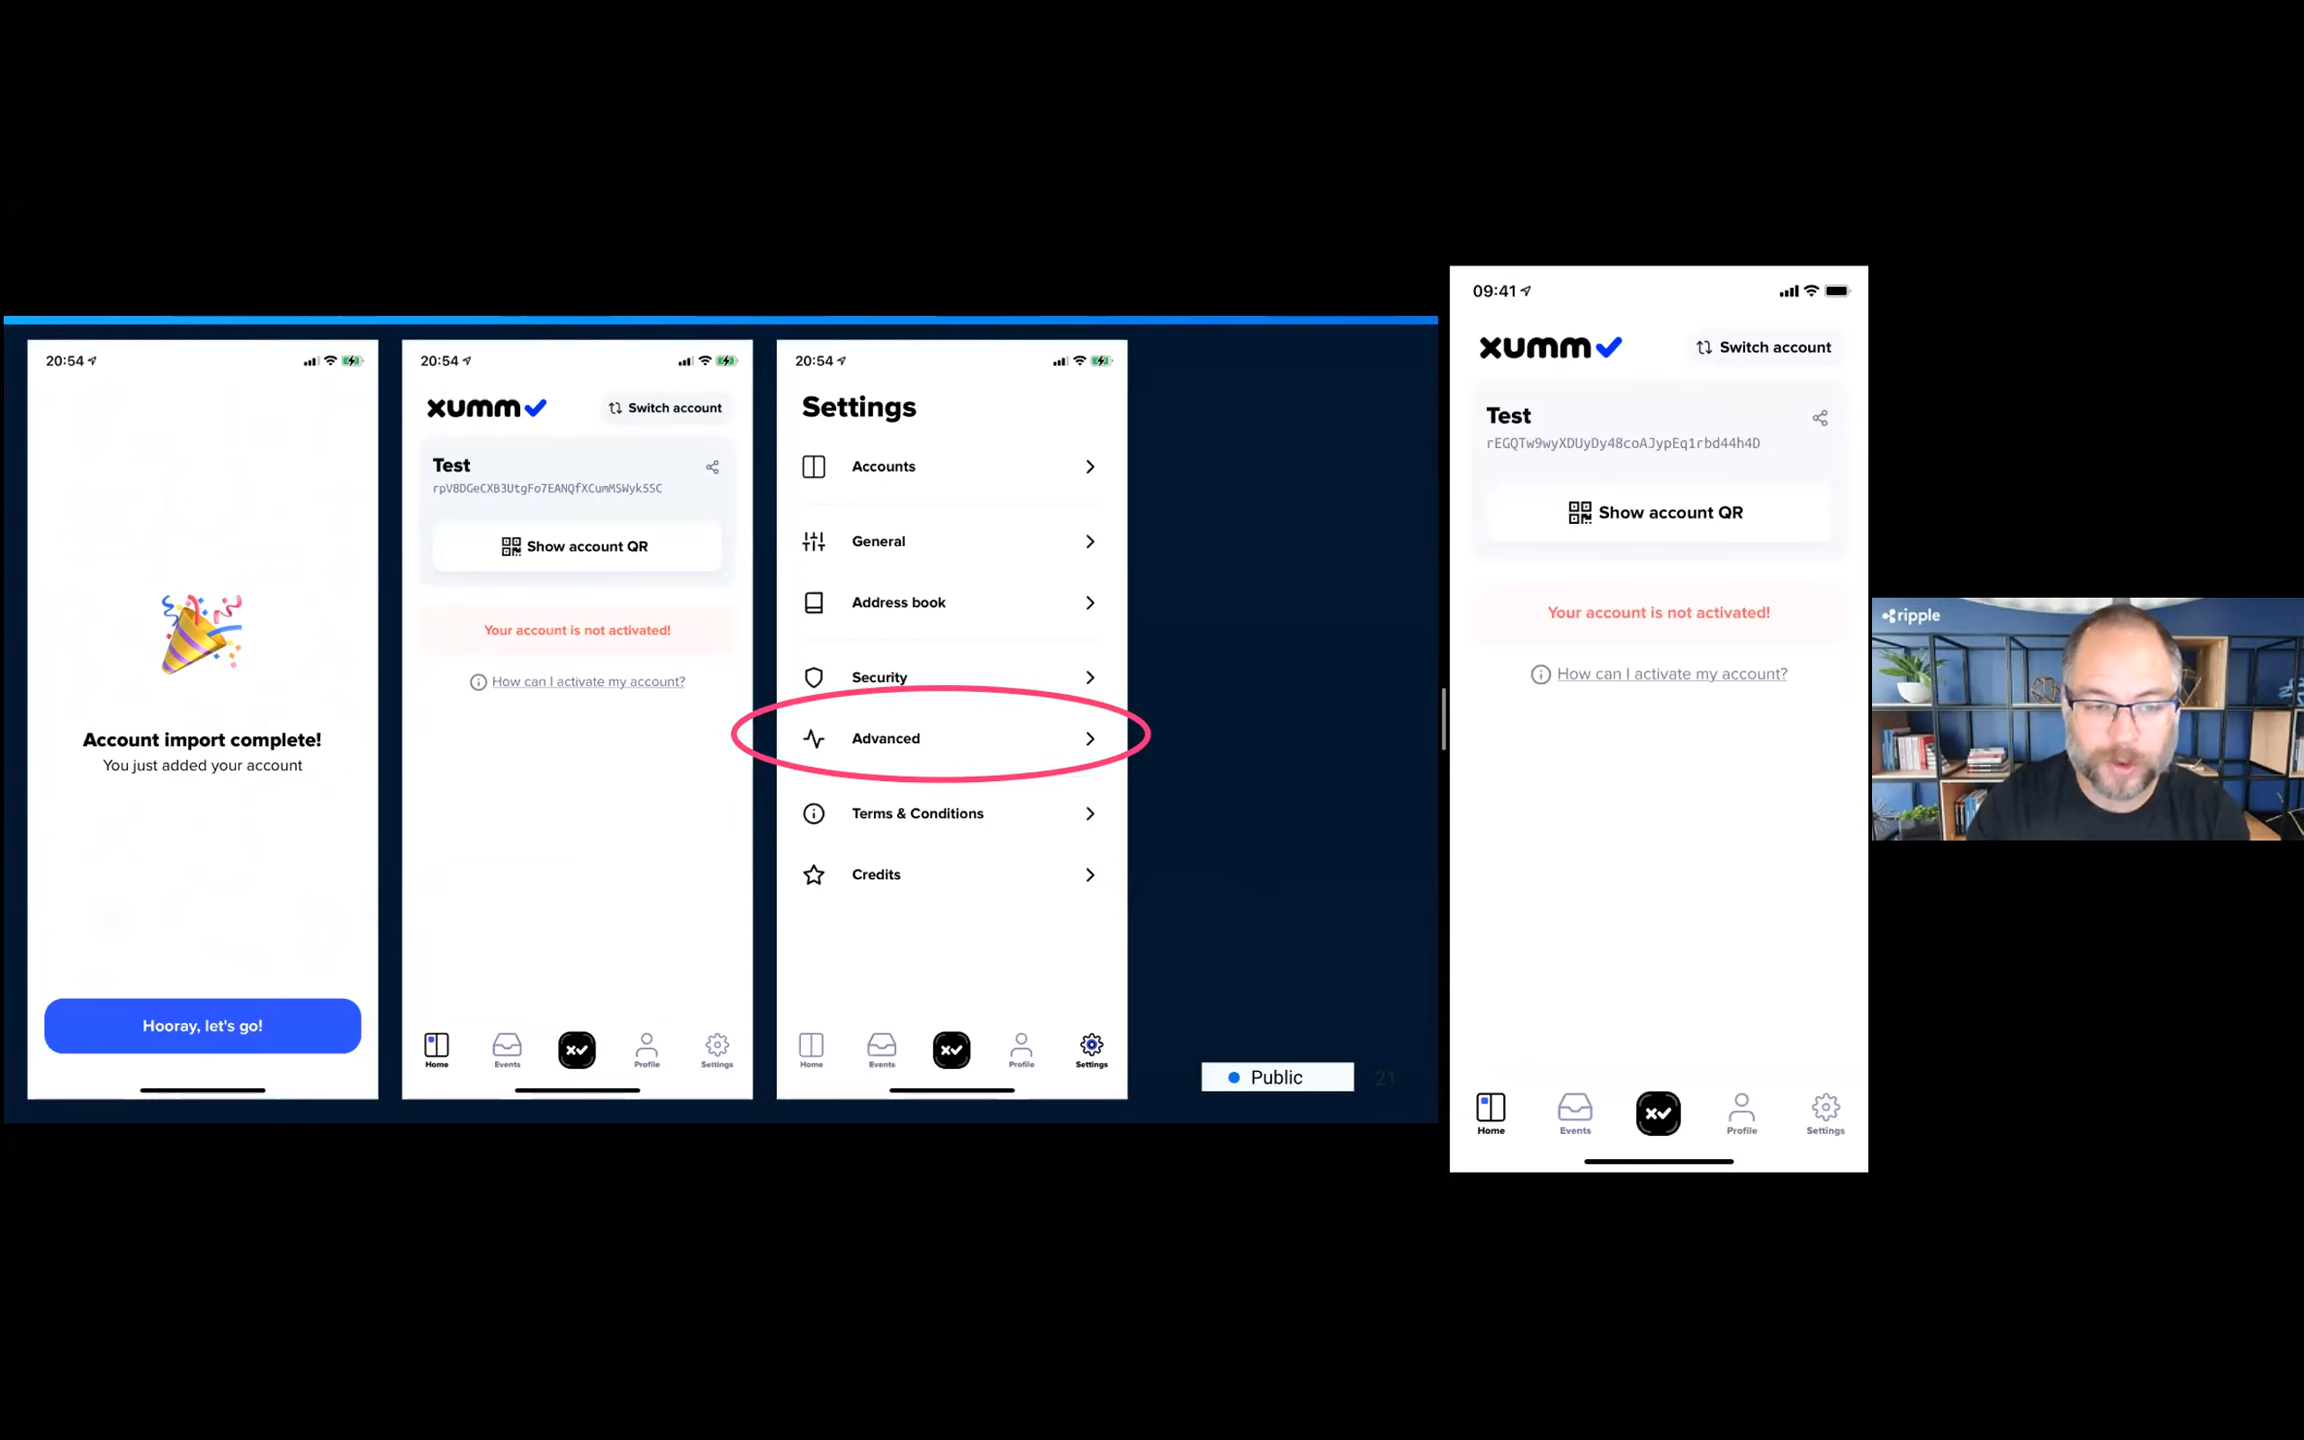 20:54
Account import complete!
You just added your account
Hooray, let's go!
20:54
xumm
Switch account
Test
rpV8DGeCXB3UtgFo7EANQfXCumMSWyk5SC
Show account QR
Your account is not activated!
How can I activate my account?
Home
Events
Profile
Settings
20:54
Settings
Accounts
General
Address book
Security
Advanced
Terms & Conditions
Credits
Home
Events
Profile
Settings
Public
21
09:41
xumm
Switch account
Test
rEGQTw9wyXDUyDy48coAJypEq1rbd44h4D
Show account QR
Your account is not activated!
How can I activate my account?
Home
Events
Profile
Settings
ripple